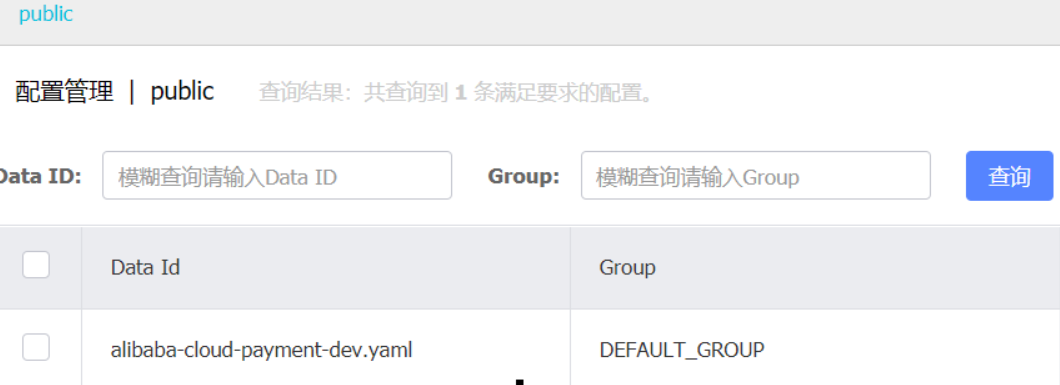 public
配置管理 | public 查询结果：共查询到 1 条满足要求的配置。
Data ID: 模糊查询请输入Data ID Group: 模糊查询请输入Group 查询
Data Id Group
alibaba-cloud-payment-dev.yaml DEFAULT_GROUP